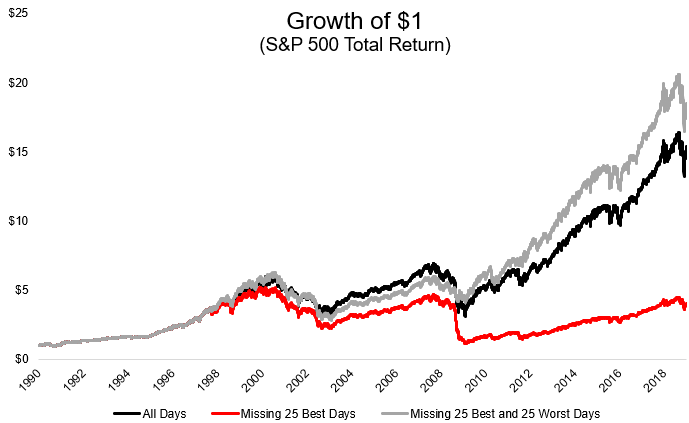 Growth of $1
(S&P 500 Total Return)
$25
$20
$15
$10
$5
$0
1990 1992 1994 1996 1998 2000 2002 2004 2006 2008 2010 2012 2014 2016 2018
All Days Missing 25 Best Days Missing 25 Best and 25 Worst Days